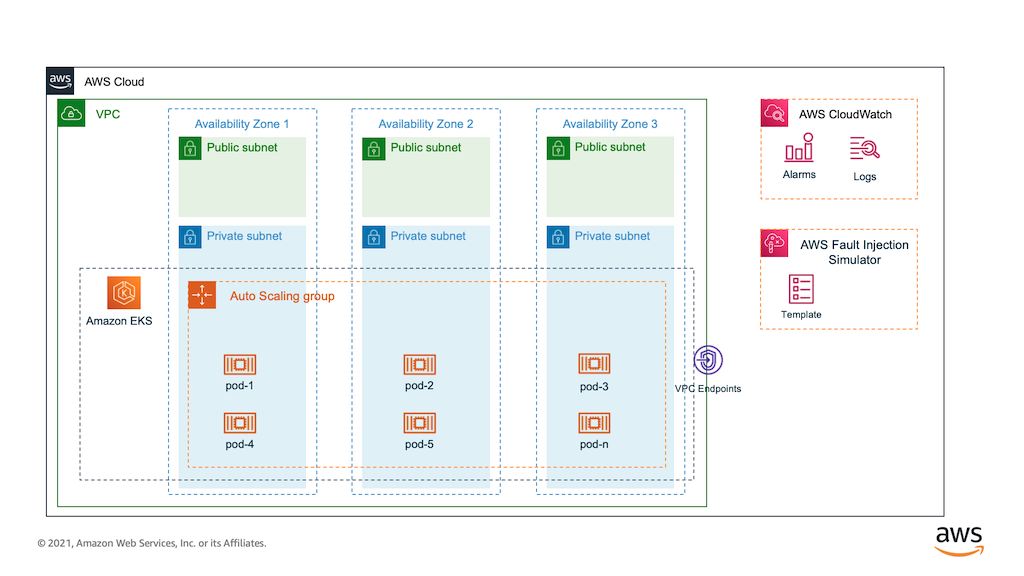 aws
AWS Cloud
VPC
Availability Zone 1
Availability Zone 2
Availability Zone 3
Public subnet
Public subnet
Public subnet
Private subnet
Private subnet
Private subnet
Amazon EKS
Auto Scaling group
pod-1
pod-2
pod-3
pod-4
pod-5
pod-n
VPC Endpoints
AWS CloudWatch
Alarms
Logs
AWS Fault Injection
Simulator
Template
© 2021, Amazon Web Services, Inc. or its Affiliates.
aws